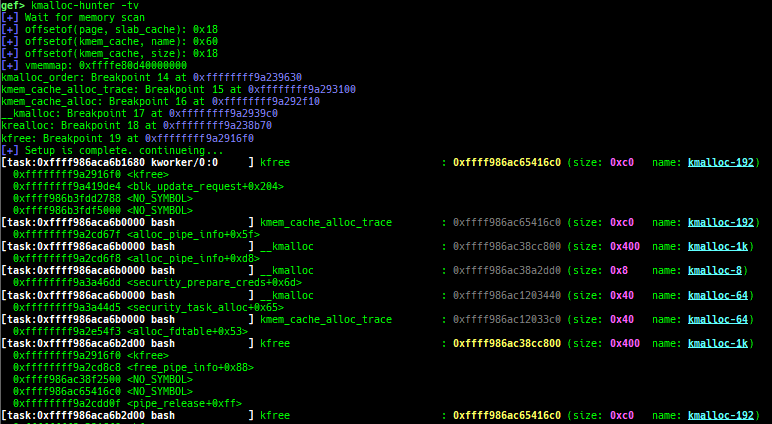 gef> kmalloc-hunter -tv
[+] Wait for memory scan
[+] offsetof(page, slab_cache): 0x18
[+] offsetof(kmem_cache, name): 0x60
[+] offsetof(kmem_cache, size): 0x18
[+] vmemmap: 0xffffe80d40000000
kmalloc_order: Breakpoint 14 at 0xffffffff9a239630
kmem_cache_alloc_trace: Breakpoint 15 at 0xffffffff9a293100
kmem_cache_alloc: Breakpoint 16 at 0xffffffff9a292f10
__kmalloc: Breakpoint 17 at 0xffffffff9a2939c0
krealloc: Breakpoint 18 at 0xffffffff9a238b70
kfree: Breakpoint 19 at 0xffffffff9a2916f0
[+] Setup is complete. continueing...
[task:0xffff986aca6b1680 kworker/0:0 ] kfree : 0xffff986ac65416c0 (size: 0xc0 name: kmalloc-192)
0xffffffff9a2916f0 <kfree>
0xffffffff9a419de4 <blk_update_request+0x204>
0xffff986b3fdd2788 <NO_SYMBOL>
0xffff986b3fdf5000 <NO_SYMBOL>
[task:0xffff986aca6b0000 bash ] kmem_cache_alloc_trace : 0xffff986ac65416c0 (size: 0xc0 name: kmalloc-192)
0xffffffff9a2cd67f <alloc_pipe_info+0x5f>
[task:0xffff986aca6b0000 bash ] __kmalloc : 0xffff986ac38cc800 (size: 0x400 name: kmalloc-1k)
0xffffffff9a2cd6f8 <alloc_pipe_info+0xd8>
[task:0xffff986aca6b0000 bash ] __kmalloc : 0xffff986ac38a2dd0 (size: 0x8 name: kmalloc-8)
0xffffffff9a3a46dd <security_prepare_creds+0x6d>
[task:0xffff986aca6b0000 bash ] __kmalloc : 0xffff986ac1203440 (size: 0x40 name: kmalloc-64)
0xffffffff9a3a44d5 <security_task_alloc+0x65>
[task:0xffff986aca6b0000 bash ] kmem_cache_alloc_trace : 0xffff986ac12033c0 (size: 0x40 name: kmalloc-64)
0xffffffff9a2e54f3 <alloc_fdtable+0x53>
[task:0xffff986aca6b2d00 bash ] kfree : 0xffff986ac38cc800 (size: 0x400 name: kmalloc-1k)
0xffffffff9a2916f0 <kfree>
0xffffffff9a2cd8c8 <free_pipe_info+0x88>
0xffff986ac38f2500 <NO_SYMBOL>
0xffff986ac65416c0 <NO_SYMBOL>
0xffffffff9a2cdd0f <pipe_release+0xff>
[task:0xffff986aca6b2d00 bash ] kfree : 0xffff986ac65416c0 (size: 0xc0 name: kmalloc-192)